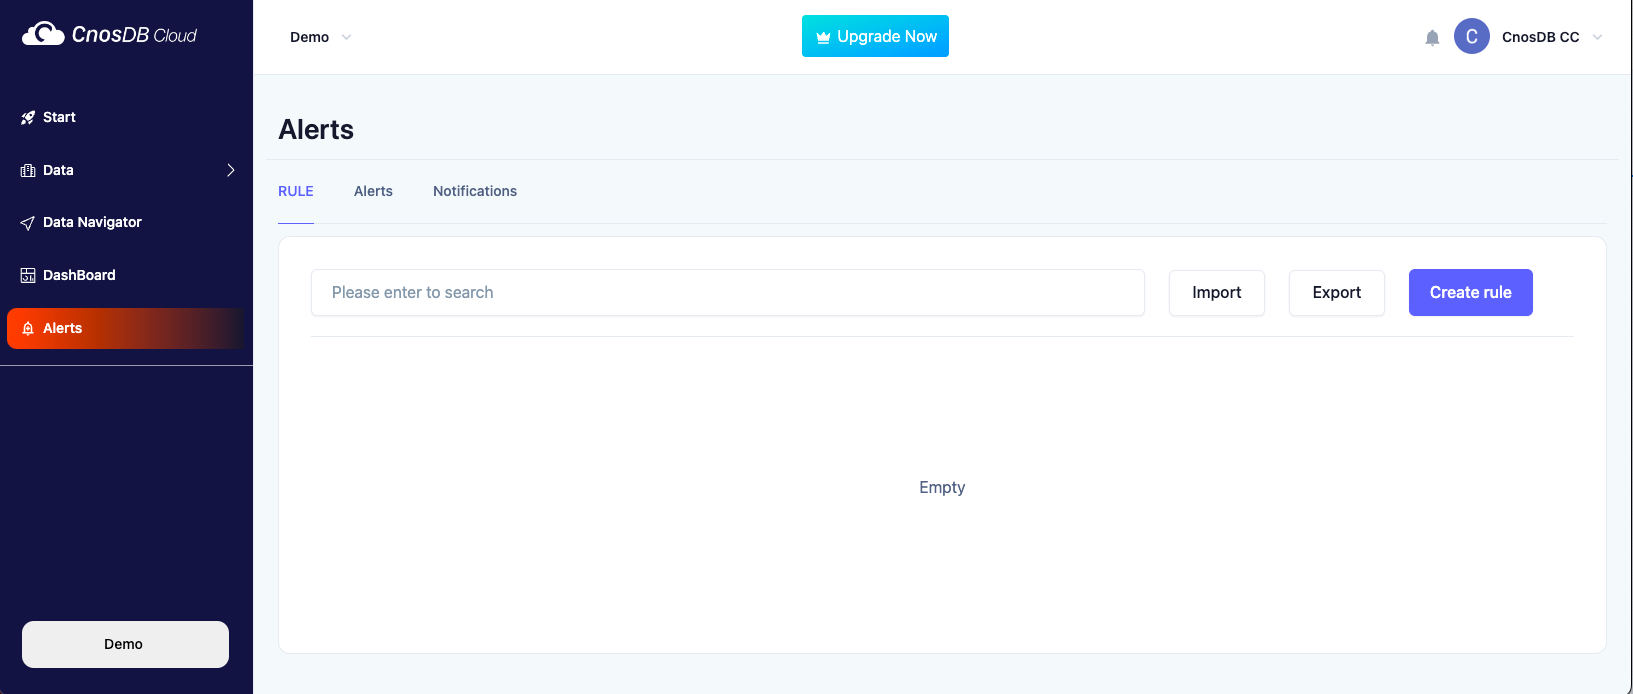 CnosDB Cloud
Demo
Upgrade Now
C
CnosDB CC
Start
Data
Data Navigator
DashBoard
Alerts
Demo
Alerts
RULE
Alerts
Notifications
Please enter to search
Import
Export
Create rule
Empty